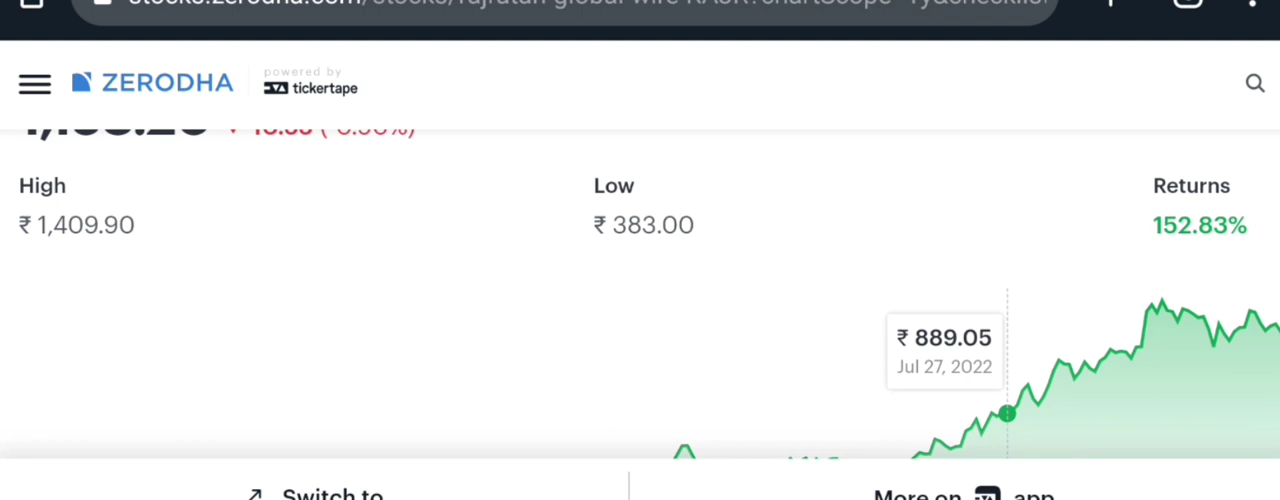 ZERODHA
powered by
tickertape
High
Low
Returns
₹ 1,409.90
₹ 383.00
152.83%
₹ 889.05
Jul 27, 2022
Switch to
More on
app